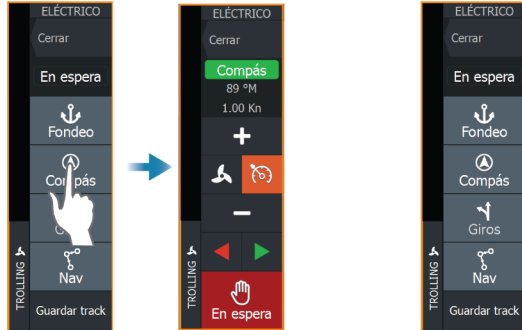 ELÉCTRICO
Cerrar
En espera
Fondeo
Compás
Nav
Guardar track
TROLLING
ELÉCTRICO
Cerrar
Compás
89 °M
1.00 Kn
En espera
TROLLING
ELÉCTRICO
Cerrar
En espera
Fondeo
Compás
Giros
Nav
Guardar track
TROLLING